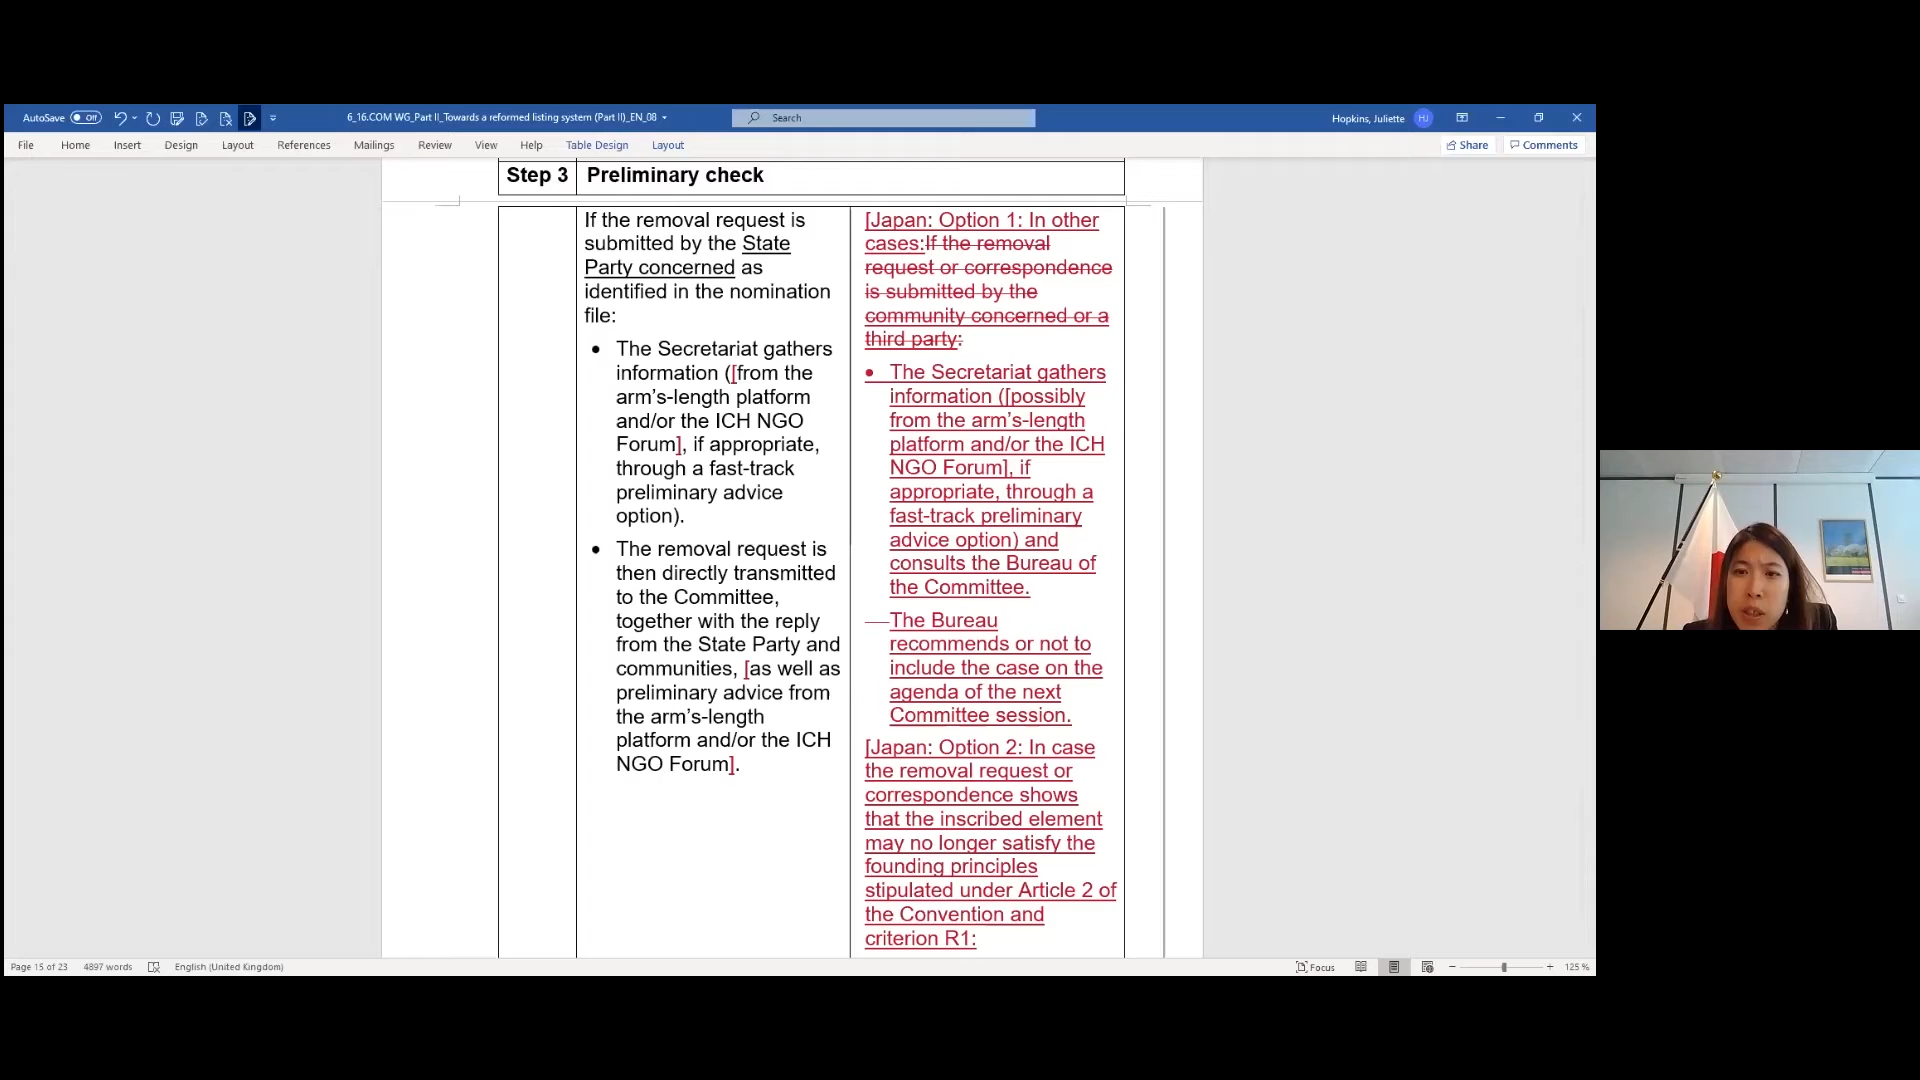 AutoSave Off
6_16.COM WG_Part II_Towards a reformed listing system (Part II)_EN_08
Search
Hopkins, Juliette HJ
File Home Insert Design Layout References Mailings Review View Help Table Design Layout
Share Comments
Step 3 Preliminary check
If the removal request is
submitted by the State
Party concerned as
identified in the nomination
file:
• The Secretariat gathers
information ([from the
arm's-length platform
and/or the ICH NGO
Forum], if appropriate,
through a fast-track
preliminary advice
option).
• The removal request is
then directly transmitted
to the Committee,
together with the reply
from the State Party and
communities, [as well as
preliminary advice from
the arm's-length
platform and/or the ICH
NGO Forum].
[Japan: Option 1: In other
cases:If the removal
request or correspondence
is submitted by the
community concerned or a
third party:
• The Secretariat gathers
information ([possibly
from the arm's-length
platform and/or the ICH
NGO Forum], if
appropriate, through a
fast-track preliminary
advice option) and
consults the Bureau of
the Committee.
The Bureau
recommends or not to
include the case on the
agenda of the next
Committee session.
[Japan: Option 2: In case
the removal request or
correspondence shows
that the inscribed element
may no longer satisfy the
founding principles
stipulated under Article 2 of
the Convention and
criterion R1:
Page 15 of 23 4897 words English (United Kingdom)
Focus 125 %